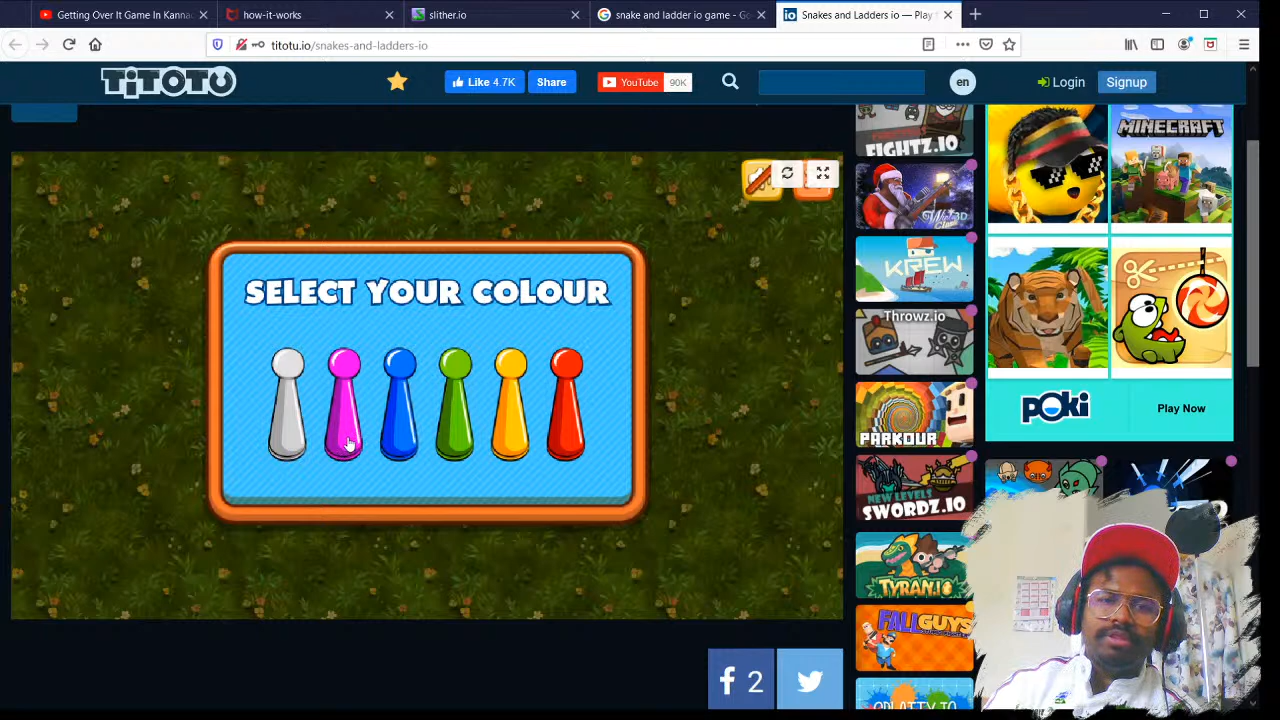 Getting Over It Game In Kanna
how-it-works
slither.io
snake and ladder io game - Go
Snakes and Ladders io — Play
titotu.io/snakes-and-ladders-io
TiTOTU
Like 4.7K
Share
YouTube
90K
en
Login
Signup
FIGHTZ.IO
MINECRAFT
KREW
Throwz.io
PARKOUR
poki
Play Now
NEW LEVELS
SWORDZ.IO
TYRAN.IO
FALL GUYS
SELECT YOUR COLOUR
2